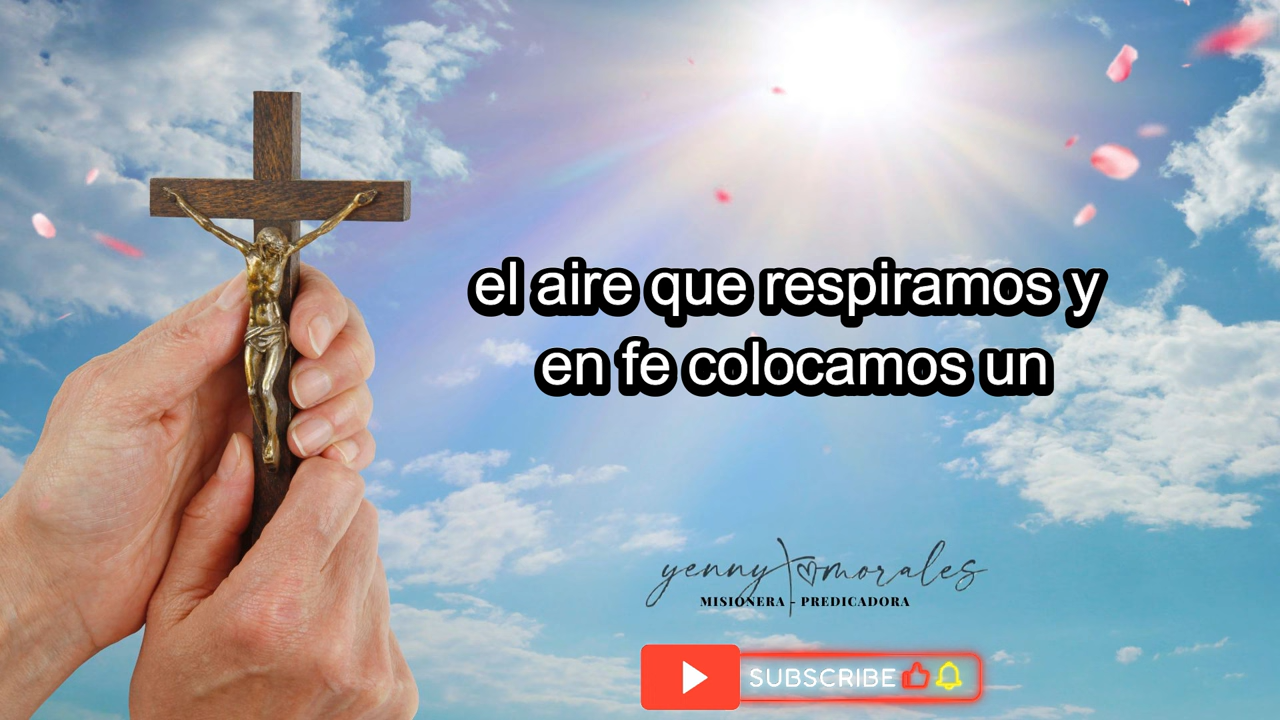 el aire que respiramos y
en fe colocamos un
yenny morales
MISIONERA - PREDICADORA
SUBSCRIBE